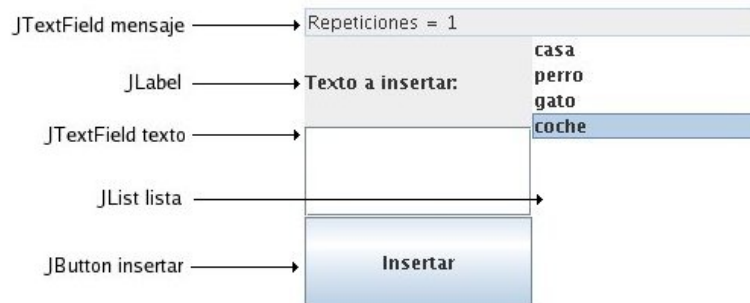 JTextField mensaje
Repeticiones = 1
JLabel
Texto a insertar:
casa
perro
gato
coche
JTextField texto
JList lista
JButton insertar
Insertar